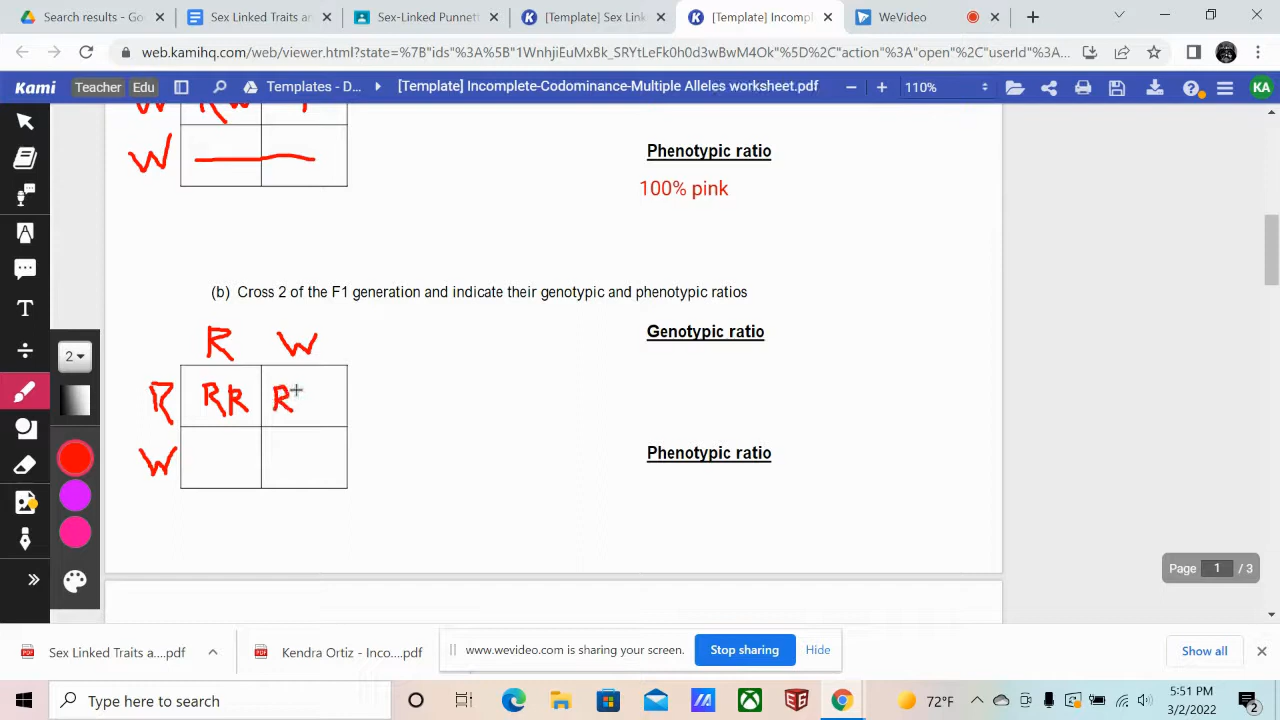 Search results - Go
Sex Linked Traits an
Sex-Linked Punnett
[Template] Sex Link
[Template] Incompl
WeVideo
web.kamihq.com/web/viewer.html?state=%7B"ids"%3A%5B"1WnhjiEuMxBk_SRYtLeFk0h0d3wBwM4Ok"%5D%2C"action"%3A"open"%2C"userId"%3A...
Kami Teacher Edu Templates - D... [Template] Incomplete-Codominance-Multiple Alleles worksheet.pdf 110% KA
W
Phenotypic ratio
100% pink
(b) Cross 2 of the F1 generation and indicate their genotypic and phenotypic ratios
Genotypic ratio
R W
2
R RR R
W
Phenotypic ratio
Page 1 / 3
Sex Linked Traits a....pdf
Kendra Ortiz - Inco....pdf
www.wevideo.com is sharing your screen.
Stop sharing
Hide
Show all
Type here to search
72°F
5:51 PM
3/2/2022
2